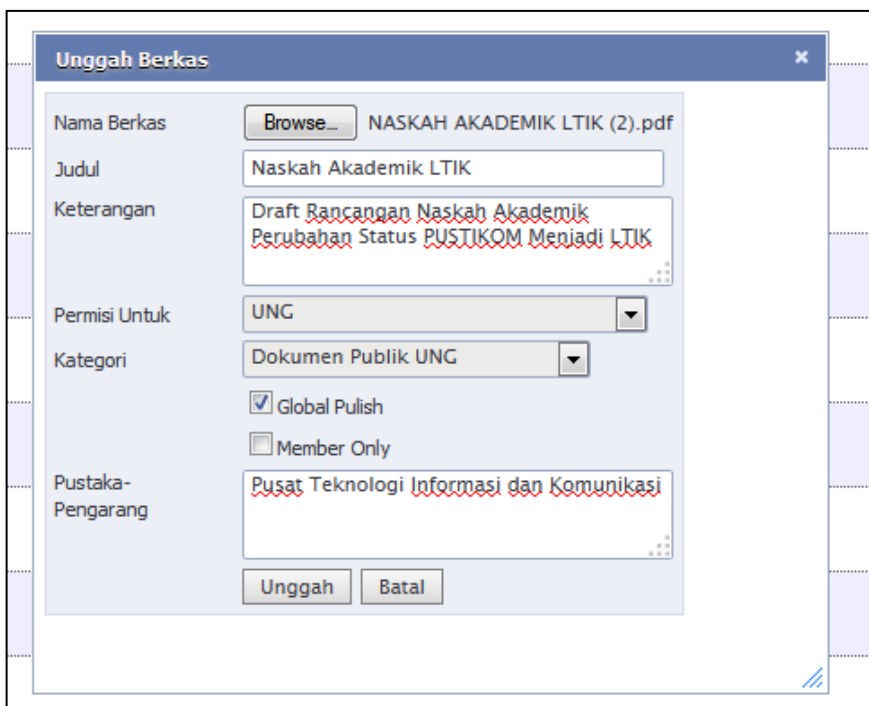 Unggah Berkas
Nama Berkas Browse... NASKAH AKADEMIK LTIK (2).pdf
Judul Naskah Akademik LTIK
Keterangan Draft Rancangan Naskah Akademik
Perubahan Status PUSTIKOM Menjadi LTIK
Permisi Untuk UNG
Kategori Dokumen Publik UNG
Global Pulish
Member Only
Pustaka- Pusat Teknologi Informasi dan Komunikasi
Pengarang
Unggah Batal